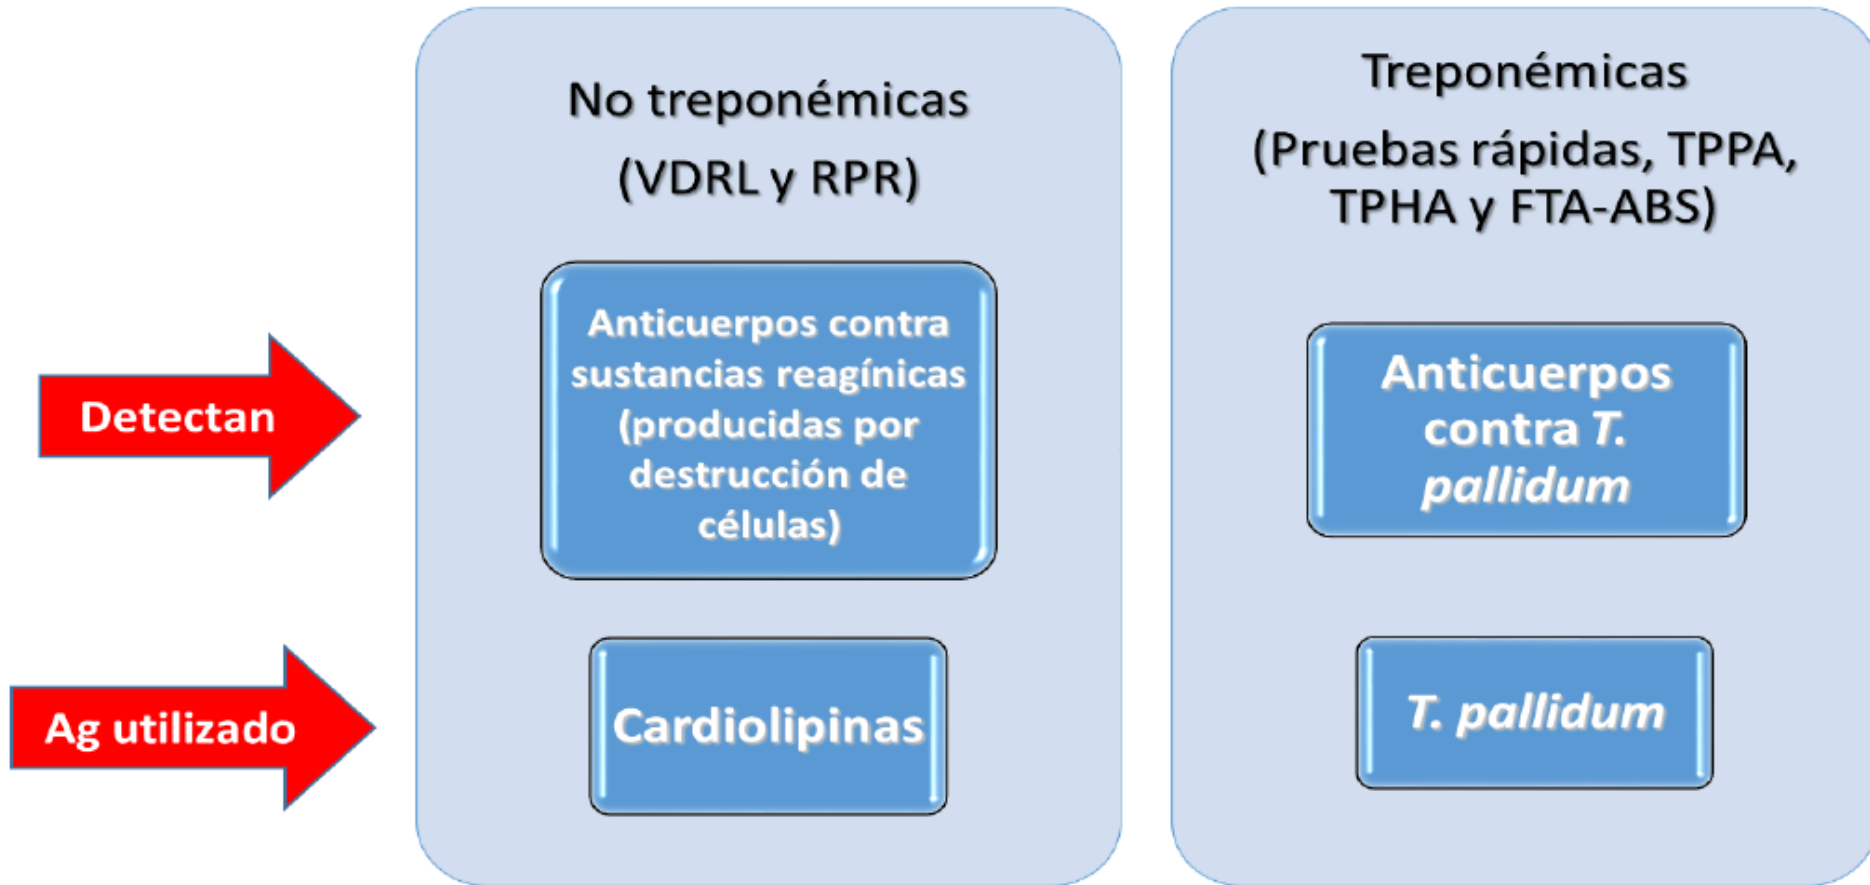 No treponémicas
(VDRL y RPR)
Treponémicas
(Pruebas rápidas, TPPA,
TPHA y FTA-ABS)
Detectan
Anticuerpos contra
sustancias reagínicas
(producidas por
destrucción de
células)
Anticuerpos
contra T.
pallidum
Ag utilizado
Cardiolipinas
T. pallidum